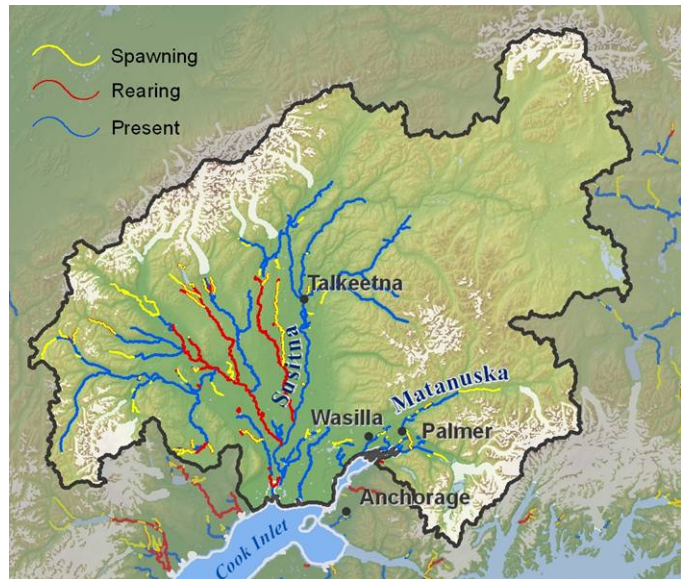 Spawning
Rearing
Present
Talkeetna
Susitna
Matanuska
Wasilla
Palmer
Anchorage
Cook Inlet